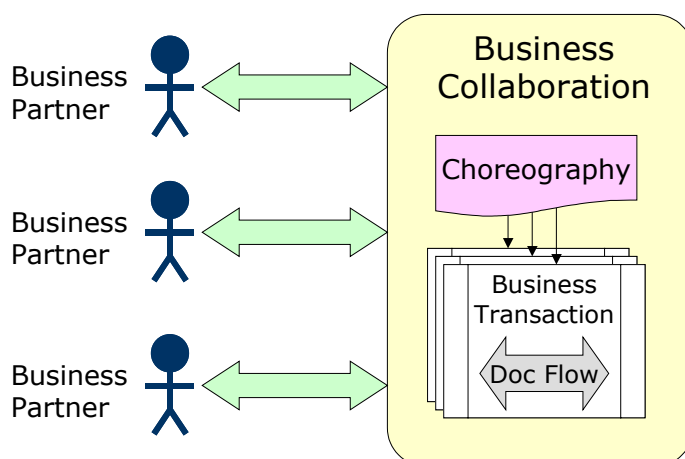 Business
Collaboration
Business
Partner
Choreography
Business
Partner
Business
Transaction
Doc Flow
Business
Partner